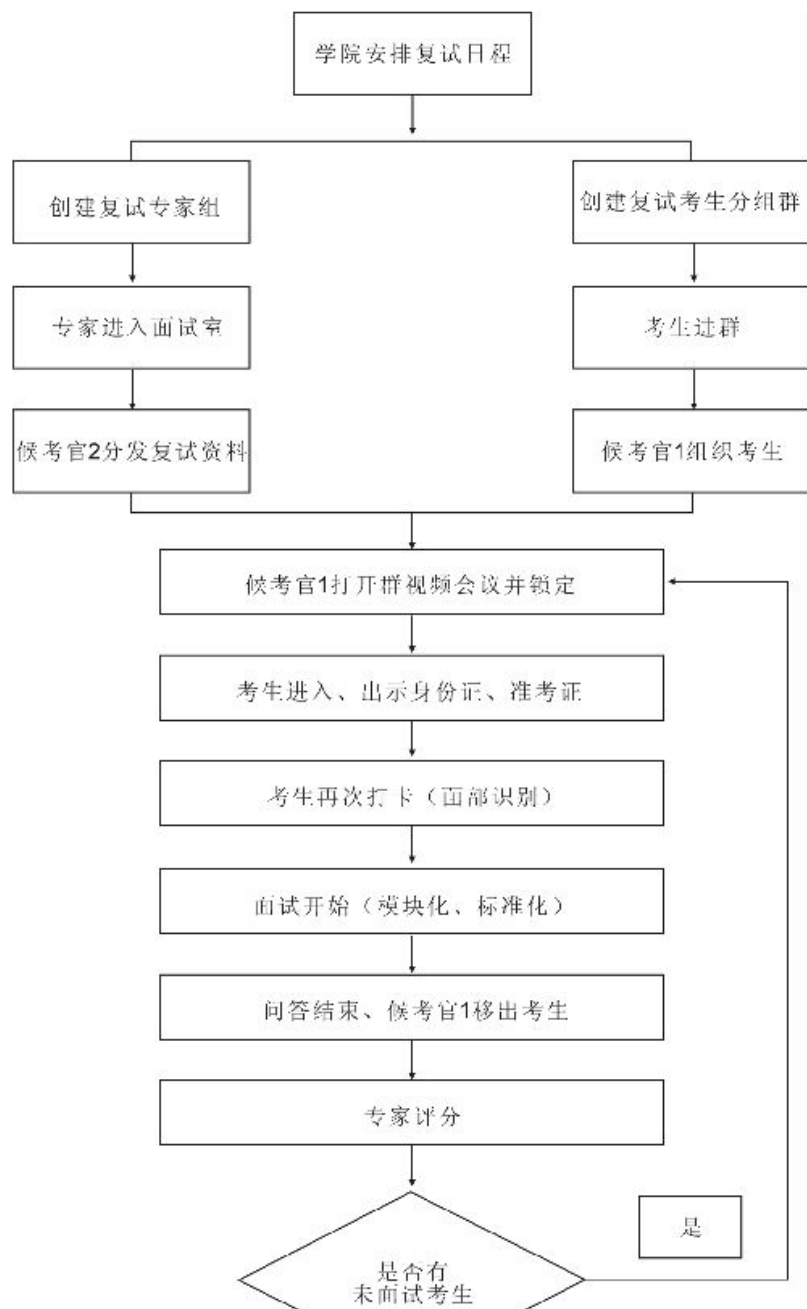 学院安排复试日程
创建复试专家组
创建复试考生分组群
专家进入面试室
考生进群
候考官2分发复试资料
候考官1组织考生
候考官1打开群视频会议并锁定
考生进入、出示身份证、准考证
考生再次打卡（面部识别）
面试开始（模块化、标准化）
问答结束、候考官1移出考生
专家评分
是
是否有
未面试考生